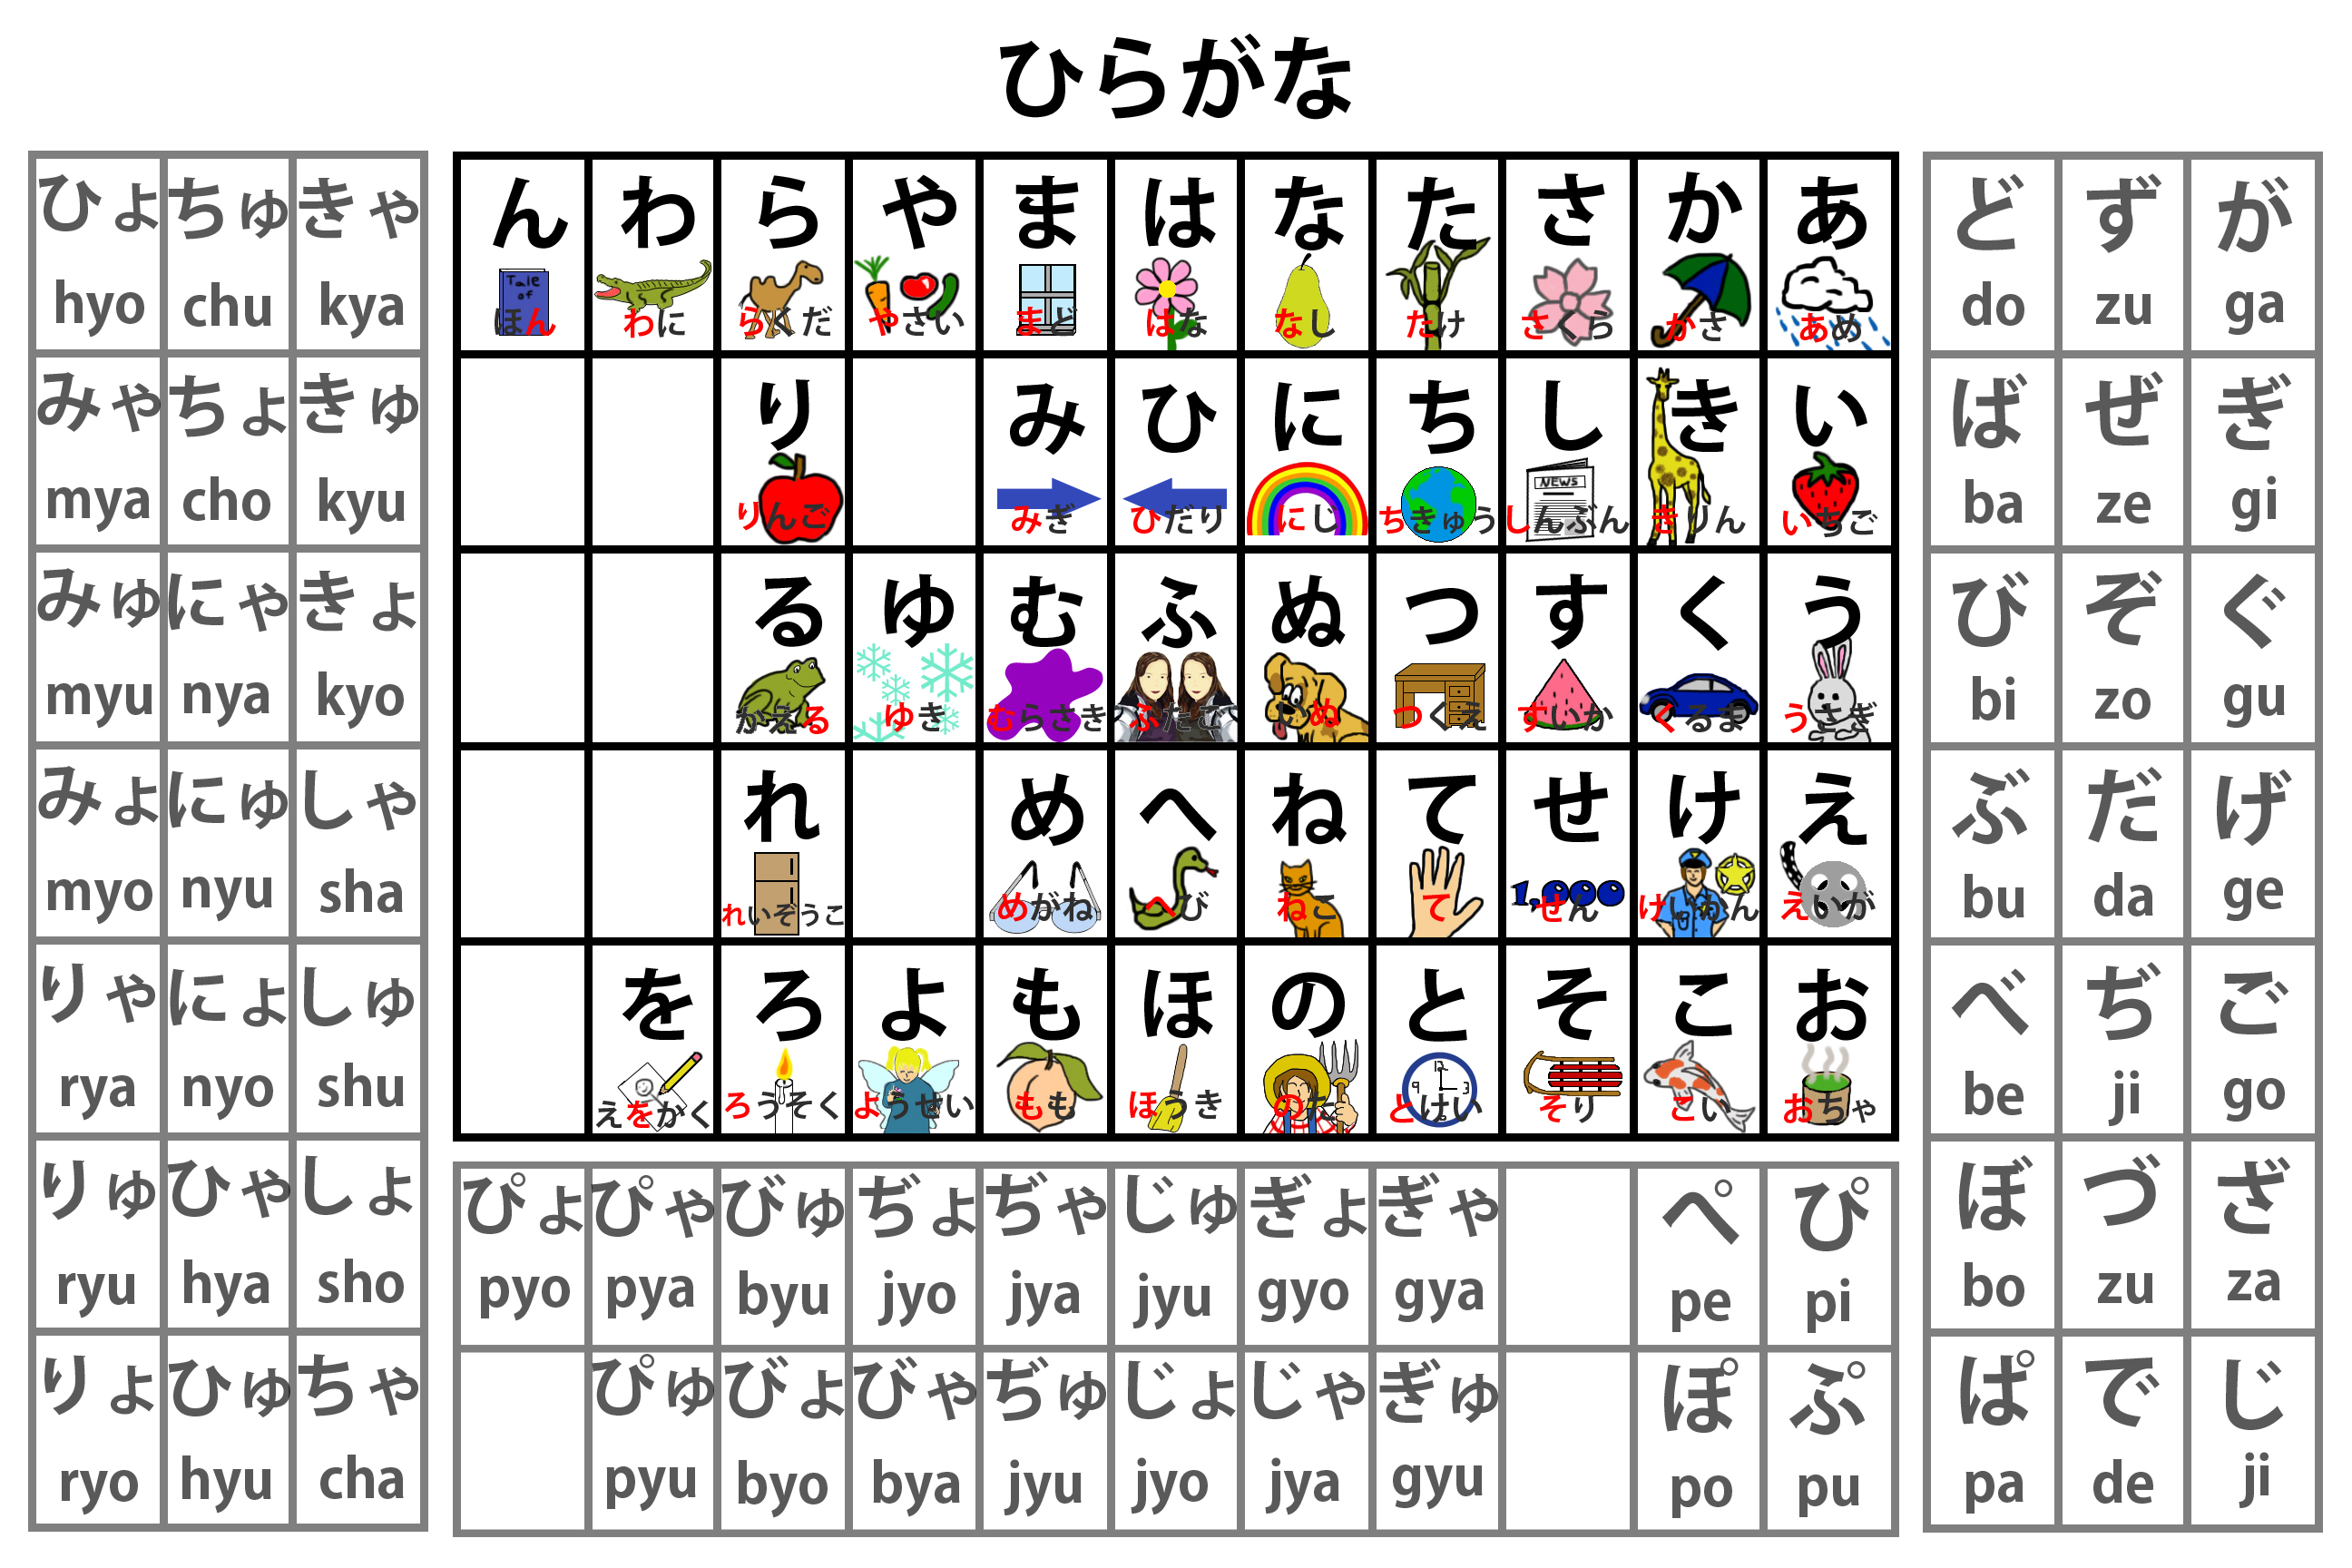 ひらがな
ひょ ちゅ きゃ
hyo chu kya
みゃ ちょ きゅ
mya cho kyu
みゅ にゃ きょ
myu nya kyo
みょ にゅ しゃ
myo nyu sha
りゃ にょ しゅ
rya nyo shu
りゅ ひゃ しょ
ryu hya sho
りょ ひゅ ちゃ
ryo hyu cha
ん わ ら や ま は な た さ か あ
Tale
of
ほん わに らくだ やさい まど はな なし たけ さくら かさ あめ
り み ひ に ち し き い
NEWS
りんご みぎ ひだり にじ ちきゅう しんぶん きりん いちご
る ゆ む ふ ぬ つ す く う
かえる ゆき むらさき ふたご いぬ つくえ すいか くるま うさぎ
れ め へ ね て せ け え
1,000
れいぞうこ めがね へび ねこ て せん けいかん えいが
を ろ よ も ほ の と そ こ お
12
9 3
えをかく ろうそく ようせい もも ほうき とけい そり こい おちゃ
ぴょ ぴゃ びゅ ぢょ ぢゃ じゅ ぎょ ぎゃ ぺ ぴ
pyo pya byu jyo jya jyu gyo gya pe pi
ぴゅ びょ びゃ ぢゅ じょ じゃ ぎゅ ぽ ぷ
pyu byo bya jyu jyo jya gyu po pu
ど ず が
do zu ga
ば ぜ ぎ
ba ze gi
び ぞ ぐ
bi zo gu
ぶ だ げ
bu da ge
べ ぢ ご
be ji go
ぼ づ ざ
bo zu za
ぱ で じ
pa de ji